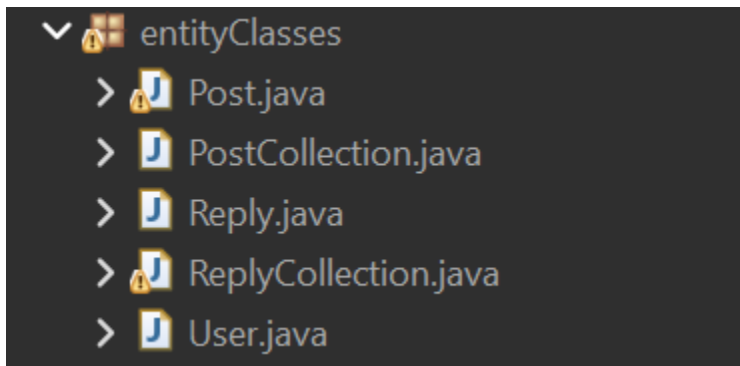 entityClasses
Post.java
PostCollection.java
Reply.java
ReplyCollection.java
User.java